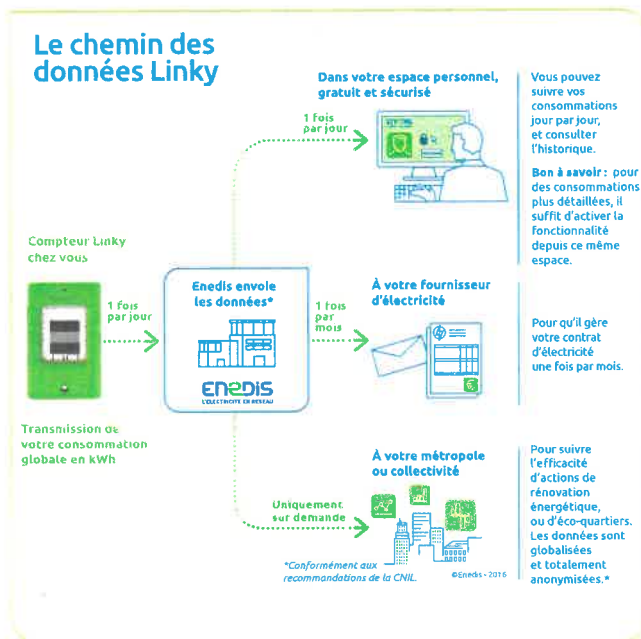 Le chemin des
données Linky
Dans votre espace personnel,
gratuit et sécurisé
1 fois
par jour
Vous pouvez
suivre vos
consommations
jour par jour,
et consulter
l'historique.
Bon à savoir : pour
des consommations
plus détaillées, il
suffit d'activer la
fonctionnalité
depuis ce même
espace.
Compteur Linky
chez vous
1 fois
par jour
Enedis envoie
les données*
ENEDIS
L'ELECTRICITE EN RESEAU
1 fois
par
mois
À votre fournisseur
d'électricité
Pour qu'il gère
votre contrat
d'électricité
une fois par mois.
Transmission de
votre consommation
globale en kWh
À votre métropole
ou collectivité
Uniquement
sur demande
Pour suivre
l'efficacité
d'actions de
rénovation
énergétique,
ou d'éco-quartiers.
Les données sont
globalisées
et totalement
anonymisées.*
*Conformément aux
recommandations de la CNIL.
©Enedis - 2016